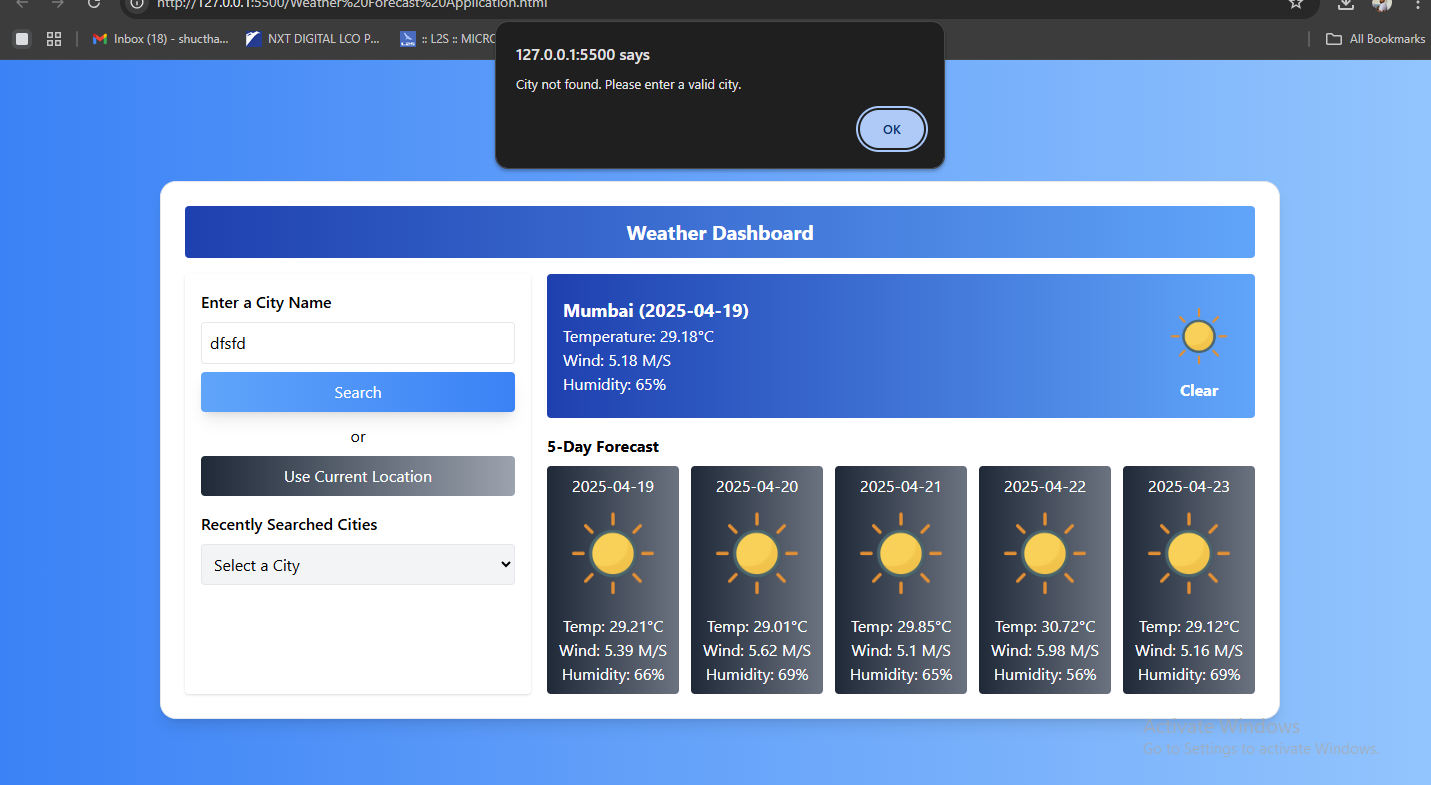 http://127.0.0.1:5500/Weather%20Forecast%20Application.html
Inbox (18) - shuctha...
NXT DIGITAL LCO P...
:: L2S :: MICRC
All Bookmarks
127.0.0.1:5500 says
City not found. Please enter a valid city.
OK
Weather Dashboard
Enter a City Name
dfsfd
Search
or
Use Current Location
Recently Searched Cities
Select a City
Mumbai (2025-04-19)
Temperature: 29.18°C
Wind: 5.18 M/S
Humidity: 65%
Clear
5-Day Forecast
2025-04-19
Temp: 29.21°C
Wind: 5.39 M/S
Humidity: 66%
2025-04-20
Temp: 29.01°C
Wind: 5.62 M/S
Humidity: 69%
2025-04-21
Temp: 29.85°C
Wind: 5.1 M/S
Humidity: 65%
2025-04-22
Temp: 30.72°C
Wind: 5.98 M/S
Humidity: 56%
2025-04-23
Temp: 29.12°C
Wind: 5.16 M/S
Humidity: 69%
Activate Windows
Go to Settings to activate Windows.